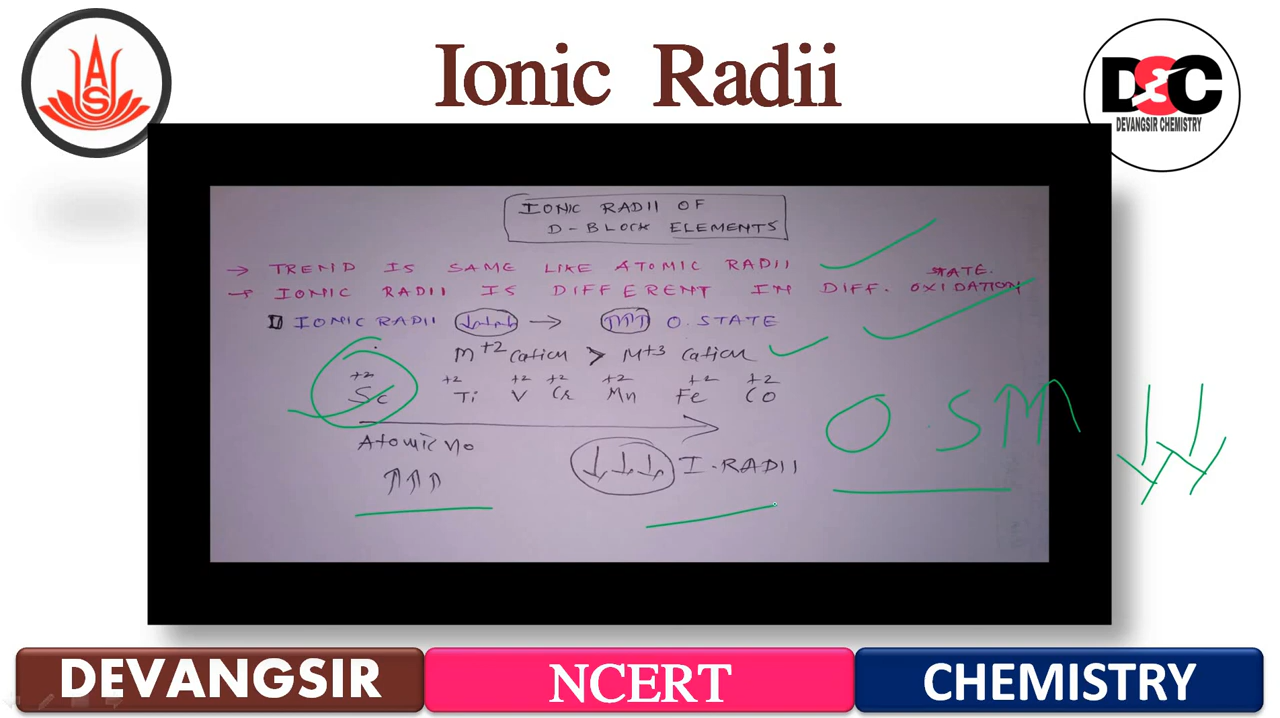 Ionic Radii
AS
DSC
DEVANGSIR CHEMISTRY
IONIC RADII OF
D-BLOCK ELEMENTS
→ TREND IS SAME LIKE ATOMIC RADII
→ IONIC RADII IS DIFFERENT IN DIFF. OXIDATION STATE.
IONIC RADII ↓↓↓↓ → ↑↑↑ O.STATE
M+2 cation > M+3 cation
+2 +2 +2 +2 +2 +2 +2
Sc Ti V Cr Mn Fe CO
Atomic No
↑↑↑
↓↓↓ I.RADII
O.S↑↑
↓↓
DEVANGSIR
NCERT
CHEMISTRY